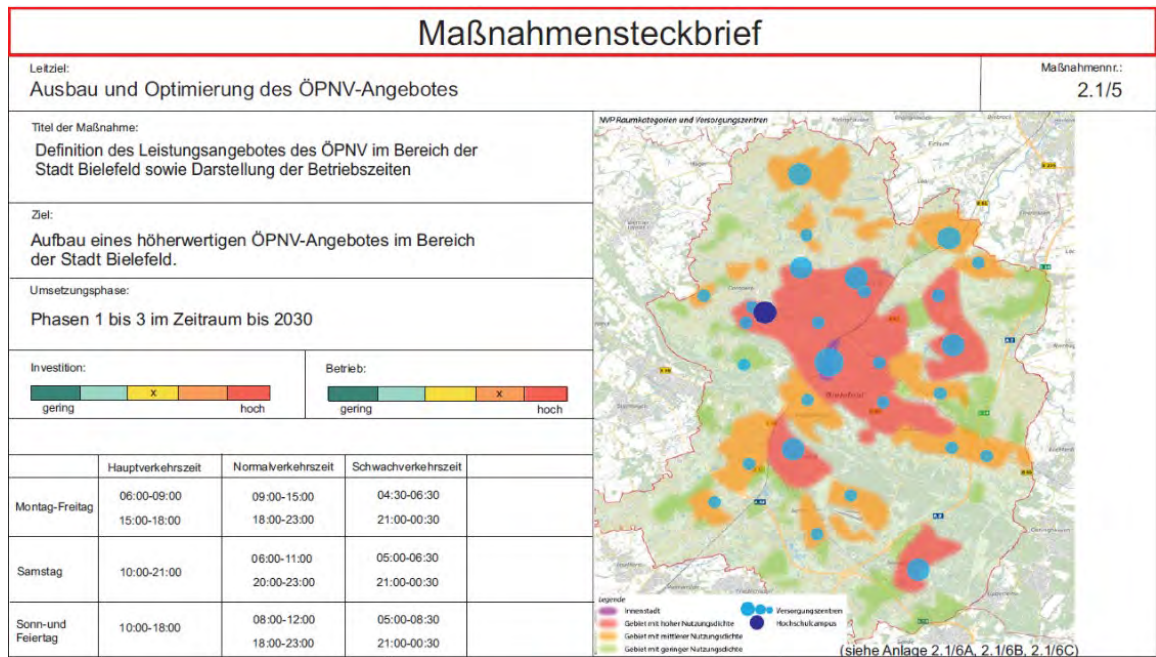 Maßnahmensteckbrief
Leitziel:
Ausbau und Optimierung des ÖPNV-Angebotes
Maßnahmennr.:
2.1/5
Titel der Maßnahme:
Definition des Leistungsangebotes des ÖPNV im Bereich der
Stadt Bielefeld sowie Darstellung der Betriebszeiten
Ziel:
Aufbau eines höherwertigen ÖPNV-Angebotes im Bereich
der Stadt Bielefeld.
Umsetzungsphase:
Phasen 1 bis 3 im Zeitraum bis 2030
Investition:
x
gering hoch
Betrieb:
x
gering hoch
Hauptverkehrszeit Normalverkehrszeit Schwachverkehrszeit
Montag-Freitag
06:00-09:00 09:00-15:00 04:30-06:30
15:00-18:00 18:00-23:00 21:00-00:30
Samstag
10:00-21:00
06:00-11:00 05:00-06:30
20:00-23:00 21:00-00:30
Sonn-und
Feiertag
10:00-18:00
08:00-12:00 05:00-08:30
18:00-23:00 21:00-00:30
NVP Raumkategorien und Versorgungszentren
Legende
Innenstadt
Gebiet mit hoher Nutzungsdichte
Gebiet mit mittlerer Nutzungsdichte
Gebiet mit geringer Nutzungsdichte
Versorgungszentren
Hochschulcampus
(siehe Anlage 2.1/6A, 2.1/6B, 2.1/6C)